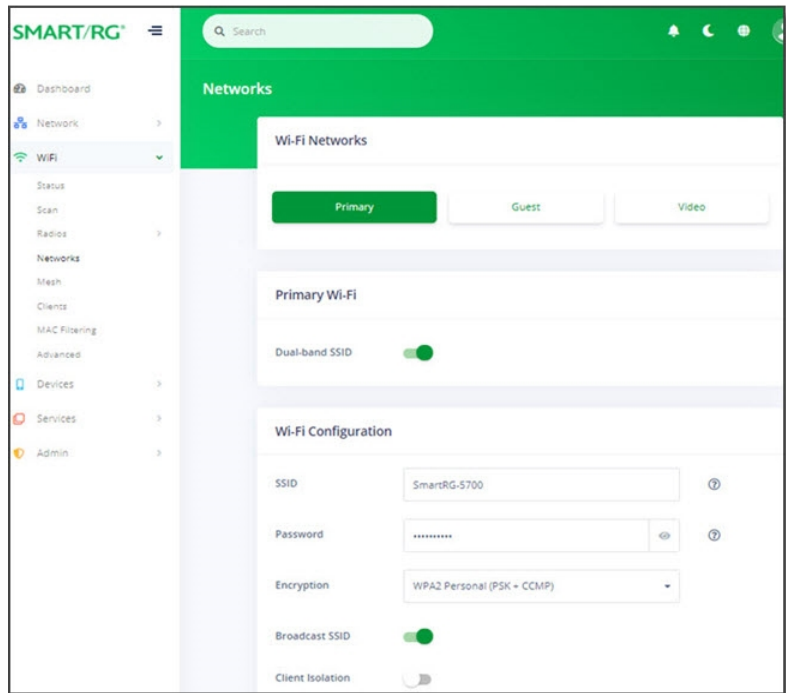 SMART/RG®
Search
Networks
Dashboard
Network
WiFi
Status
Scan
Radios
Networks
Mesh
Clients
MAC Filtering
Advanced
Devices
Services
Admin
Wi-Fi Networks
Primary
Guest
Video
Primary Wi-Fi
Dual-band SSID
Wi-Fi Configuration
SSID
SmartRG-5700
Password
••••••••••
Encryption
WPA2 Personal (PSK + CCMP)
Broadcast SSID
Client Isolation